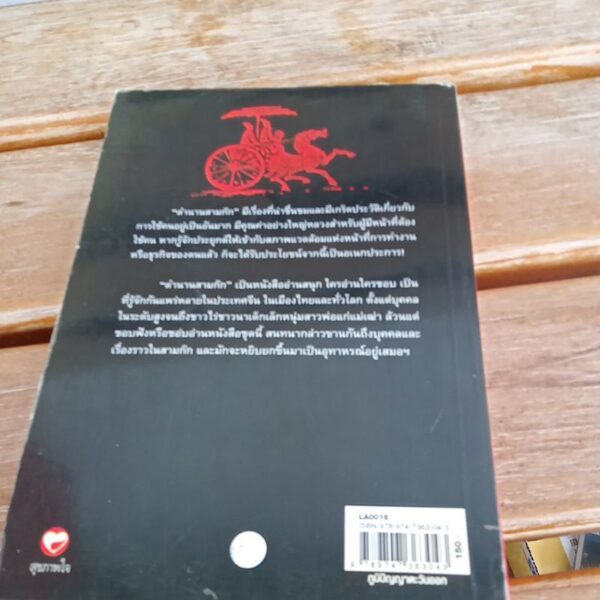 "ตำนานสามก๊ก" มีเรื่องที่น่าชื่นชมและมีเกร็ดประวัติเกี่ยวกับ
การใช้คนอยู่เป็นอันมาก มีคุณค่าอย่างใหญ่หลวงสำหรับผู้มีหน้าที่ต้อง
ใช้คน หากรู้จักประยุกต์ให้เข้ากับสภาพแวดล้อมแห่งหน้าที่การทำงาน
หรือธุรกิจของตนแล้ว ก็จะได้รับประโยชน์จากนี้เป็นอเนกประการ!
"ตำนานสามก๊ก" เป็นหนังสืออ่านสนุก ใครอ่านใครชอบ เป็น
ที่รู้จักกันแพร่หลายในประเทศจีน ในเมืองไทยและทั่วโลก ตั้งแต่บุคคล
ในระดับสูงจนถึงชาวไร่ชาวนาเด็กเล็กหนุ่มสาวพ่อแก่แม่เฒ่า ล้วนแต่
ชอบฟังหรือชอบอ่านหนังสือชุดนี้ สนทนากล่าวขานกันถึงบุคคลและ
เรื่องราวในสามก๊ก และมักจะหยิบยกขึ้นมาเป็นอุทาหรณ์อยู่เสมอฯ
LA0018
ISBN 978-974-7363-04-3
150.-
9789747363043
สุขภาพใจ
ภูมิปัญญาตะวันออก